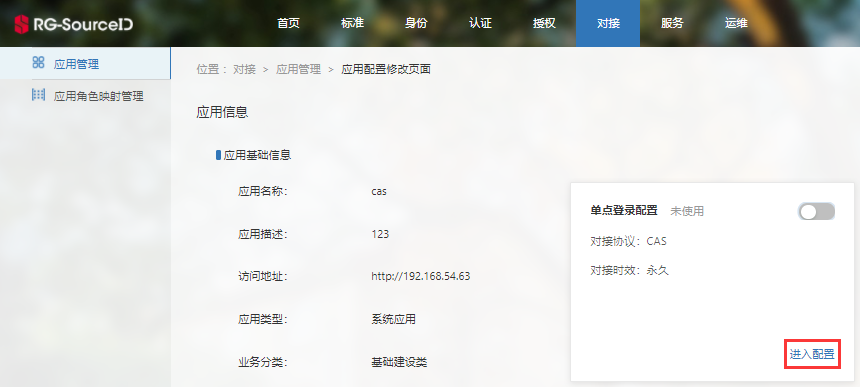 RG-SourceID 首页 标准 身份 认证 授权 对接 服务 运维
应用管理
应用角色映射管理
位置： 对接 > 应用管理 > 应用配置修改页面
应用信息
应用基础信息
应用名称： cas
应用描述： 123
访问地址： http://192.168.54.63
应用类型： 系统应用
业务分类： 基础建设类
单点登录配置 未使用
对接协议：CAS
对接时效：永久
进入配置